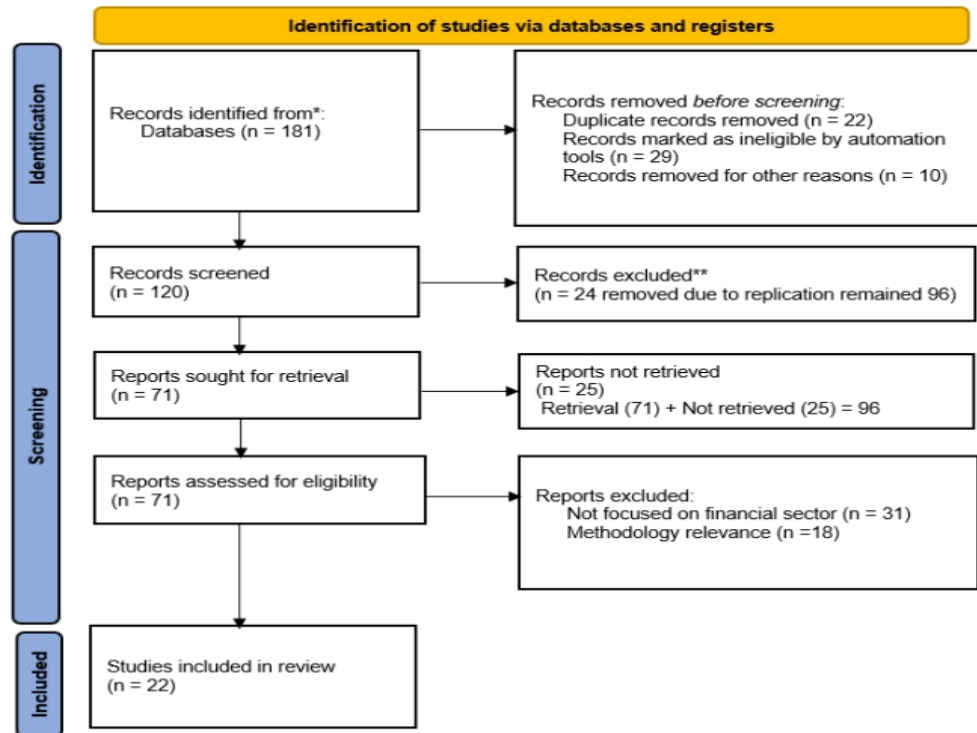 Identification of studies via databases and registers
Identification
Records identified from*:
Databases (n = 181)
Records removed before screening:
Duplicate records removed (n = 22)
Records marked as ineligible by automation
tools (n = 29)
Records removed for other reasons (n = 10)
Screening
Records screened
(n = 120)
Records excluded**
(n = 24 removed due to replication remained 96)
Reports sought for retrieval
(n = 71)
Reports not retrieved
(n = 25)
Retrieval (71) + Not retrieved (25) = 96
Reports assessed for eligibility
(n = 71)
Reports excluded:
Not focused on financial sector (n = 31)
Methodology relevance (n =18)
Included
Studies included in review
(n = 22)